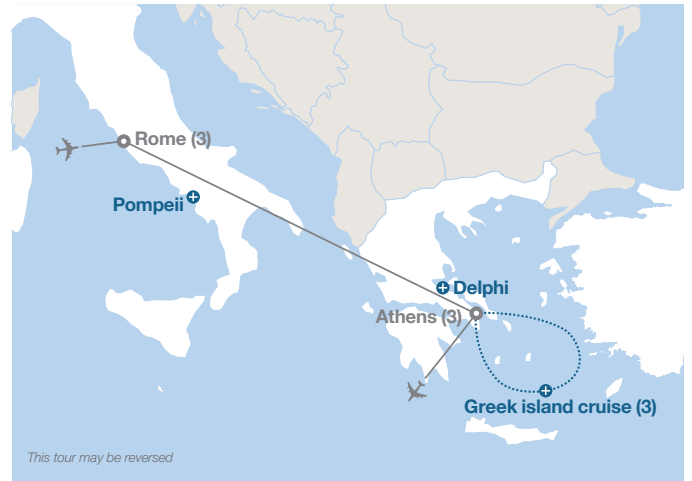 Rome (3)
Pompeii
Delphi
Athens (3)
Greek island cruise (3)
This tour may be reversed